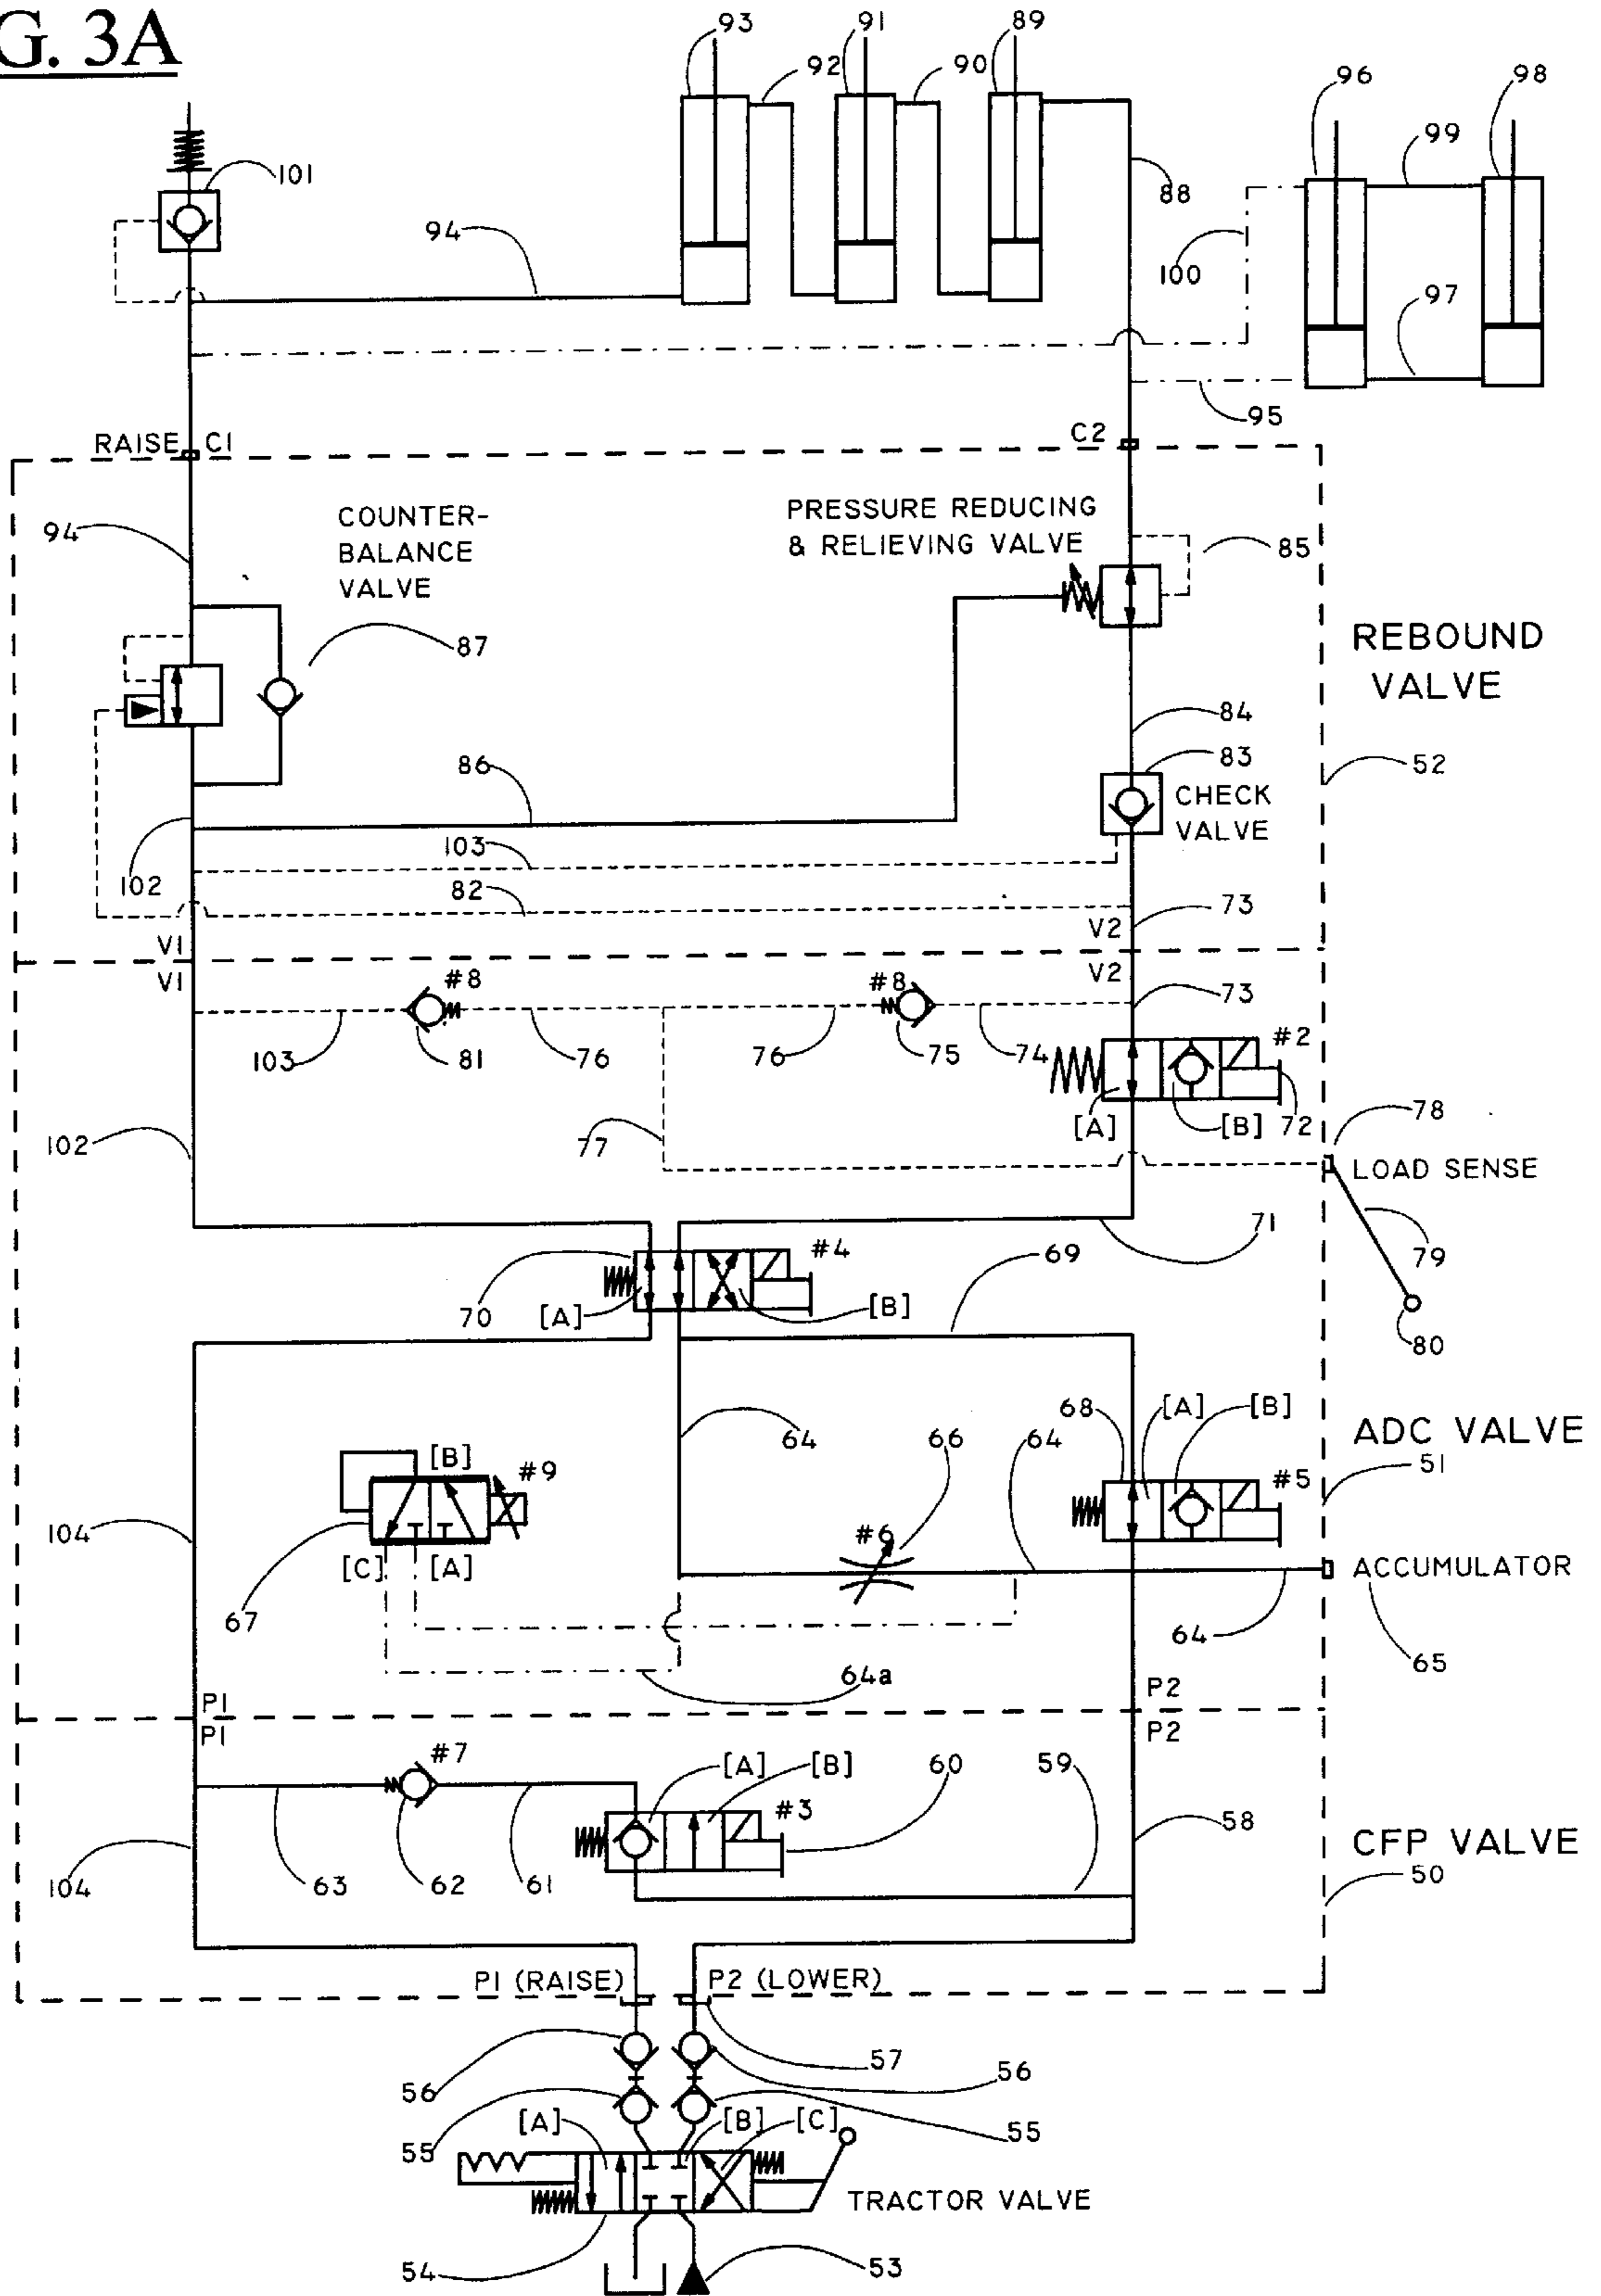 G. 3A
93
91
89
92
90
96
98
99
101
88
94
100
97
95
RAISE C1
C2
94
COUNTER-
BALANCE
VALVE
PRESSURE REDUCING
& RELIEVING VALVE
85
87
REBOUND
VALVE
84
86
83
52
CHECK
VALVE
103
102
82
73
V1
V2
V1
V2
#8
#8
73
103
81
76
76
75
74
#2
[A]
[B]
72
78
102
77
LOAD SENSE
71
79
#4
69
70
[A]
[B]
80
68
[A]
[B]
64
66
64
ADC VALVE
[B]
#9
#5
51
104
#6
[C]
[A]
ACCUMULATOR
67
64
65
64a
P1
P2
P1
P2
#7
[A]
[B]
60
59
#3
58
CFP VALVE
104
63
62
61
50
P1 (RAISE)
P2 (LOWER)
57
56
56
[A]
[B]
[C]
55
55
TRACTOR VALVE
54
53